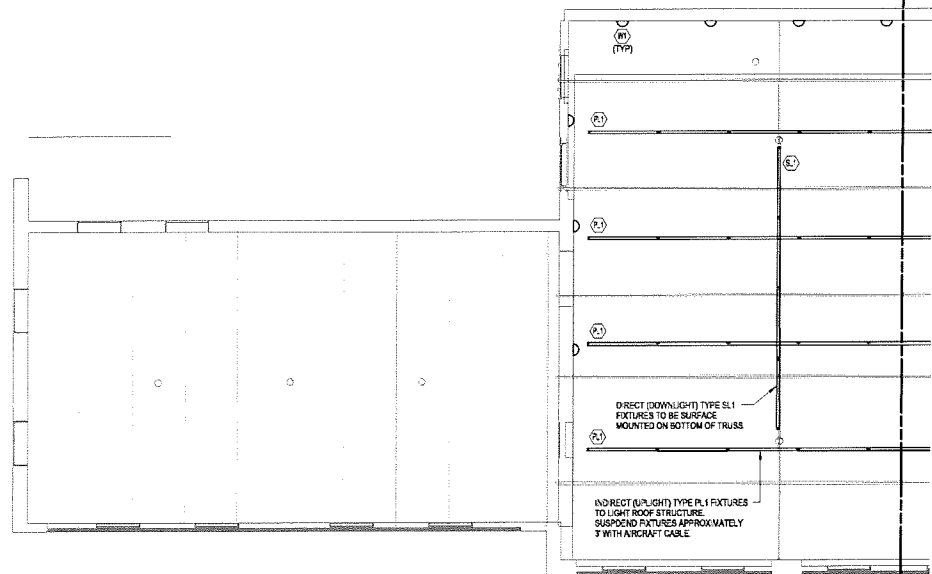 W1
(TYP)
PL1
SL1
PL1
PL1
DIRECT (DOWNLIGHT) TYPE SL1
FIXTURES TO BE SURFACE
MOUNTED ON BOTTOM OF TRUSS.
PL1
INDIRECT (UPLIGHT) TYPE PL1 FIXTURES
TO LIGHT ROOF STRUCTURE.
SUSPEND FIXTURES APPROXIMATELY
3' WITH AIRCRAFT CABLE.